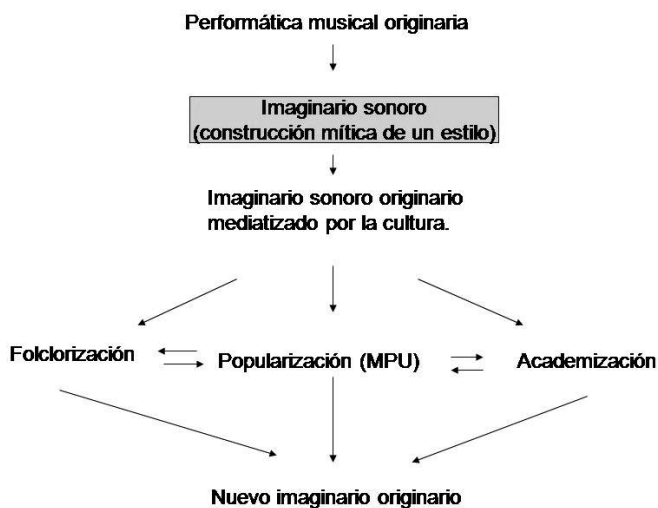 Performática musical originaria
Imaginario sonoro
(construcción mítica de un estilo)
Imaginario sonoro originario
mediatizado por la cultura.
Folclorización
Popularización (MPU)
Academización
Nuevo imaginario originario